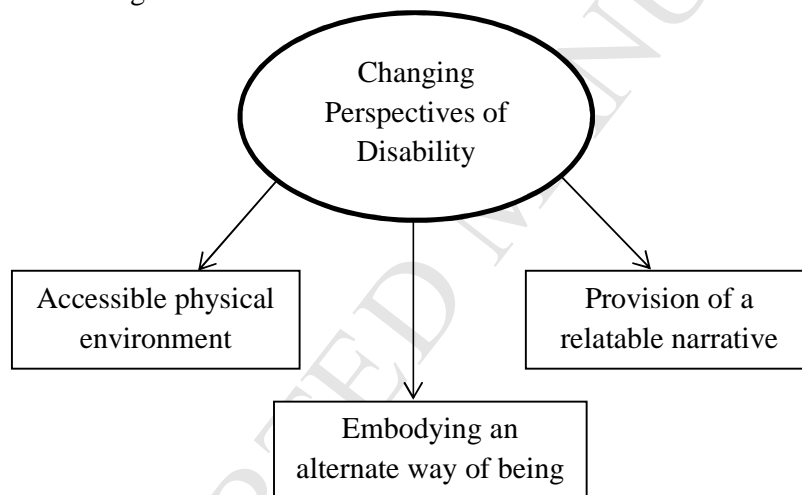 Changing
Perspectives of
Disability
Accessible physical
environment
Provision of a
relatable narrative
Embodying an
alternate way of being